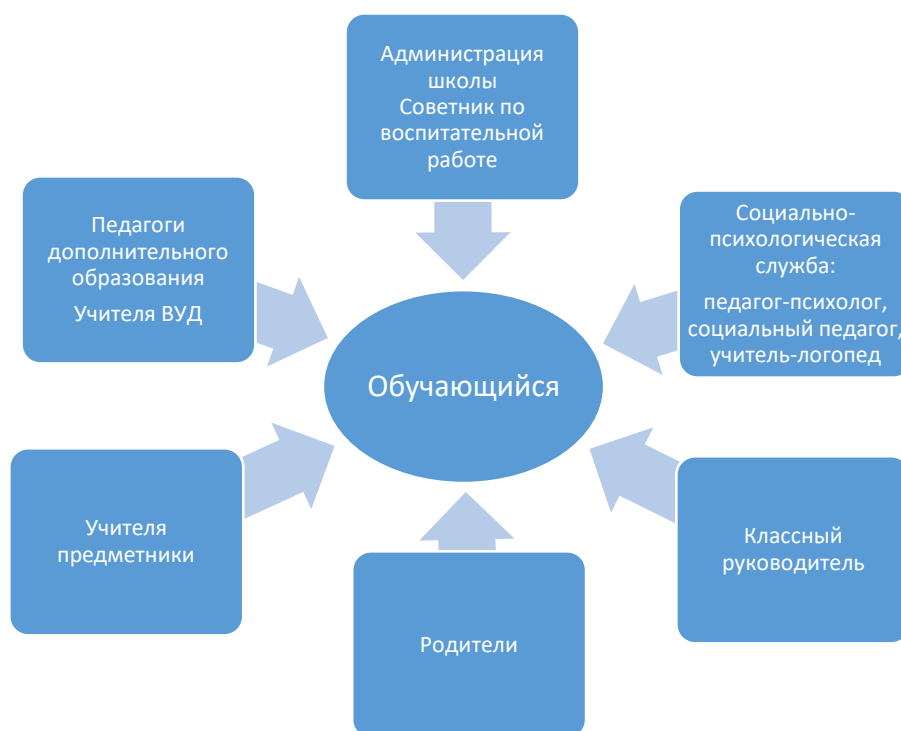 Администрация
школы
Советник по
воспитательной
работе
Педагоги
дополнительного
образования
Учителя ВУД
Социально-
психологическая
служба:
педагог-психолог,
социальный педагог,
учитель-логопед
Обучающийся
Учителя
предметники
Классный
руководитель
Родители